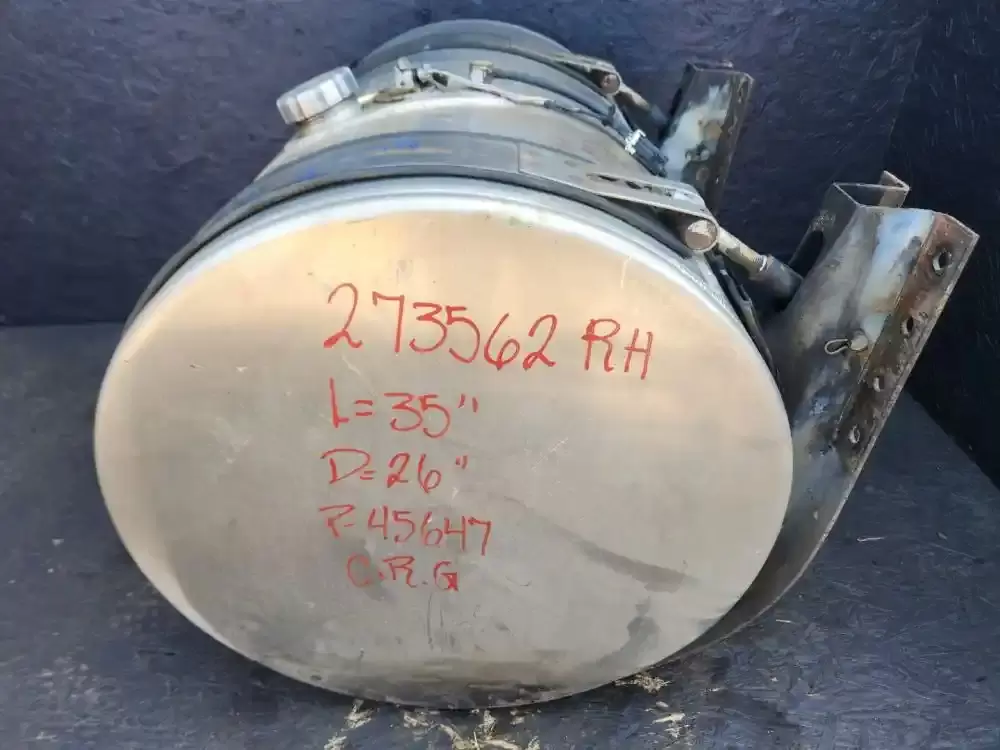 273562 RH
L=35"
D=26"
P-45647
C.R.G